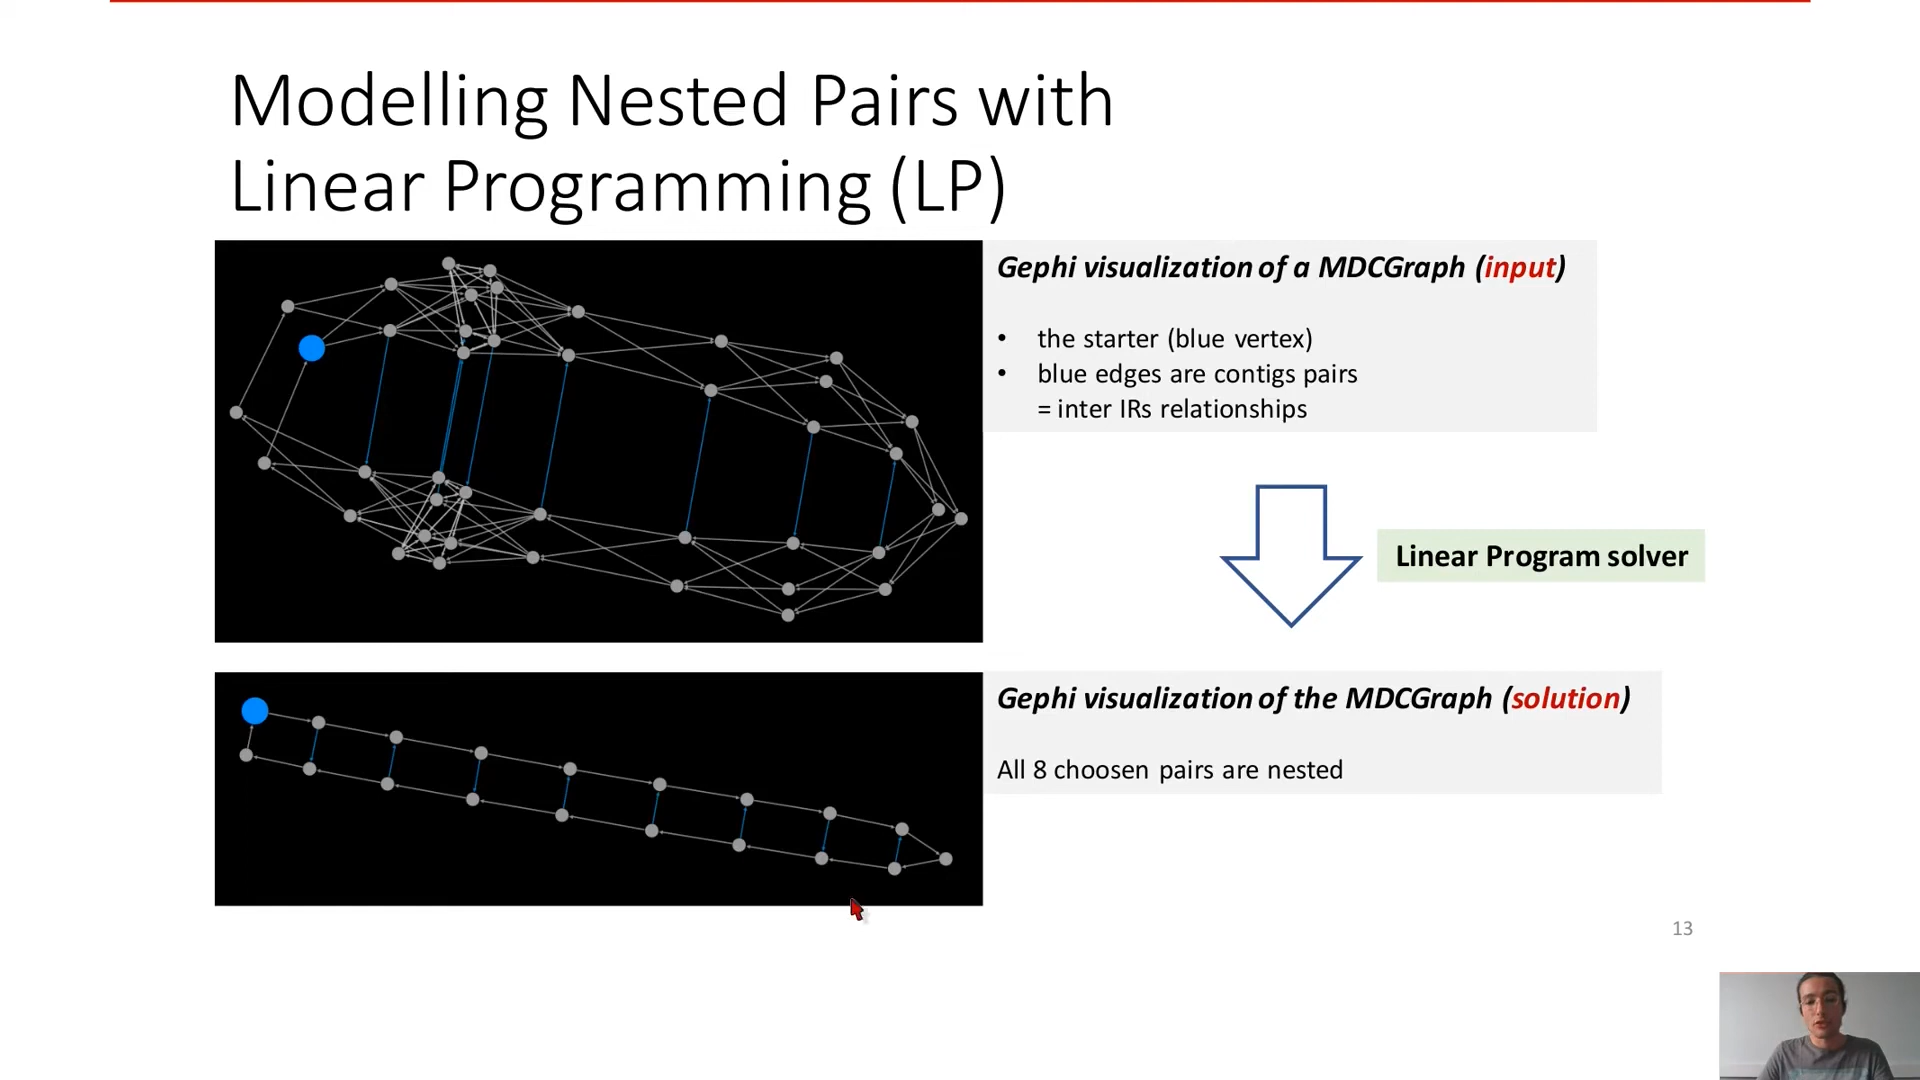 Modelling Nested Pairs with
Linear Programming (LP)
Gephi visualization of a MDCGraph (input)
• the starter (blue vertex)
• blue edges are contigs pairs
= inter IRs relationships
Linear Program solver
Gephi visualization of the MDCGraph (solution)
All 8 choosen pairs are nested
13